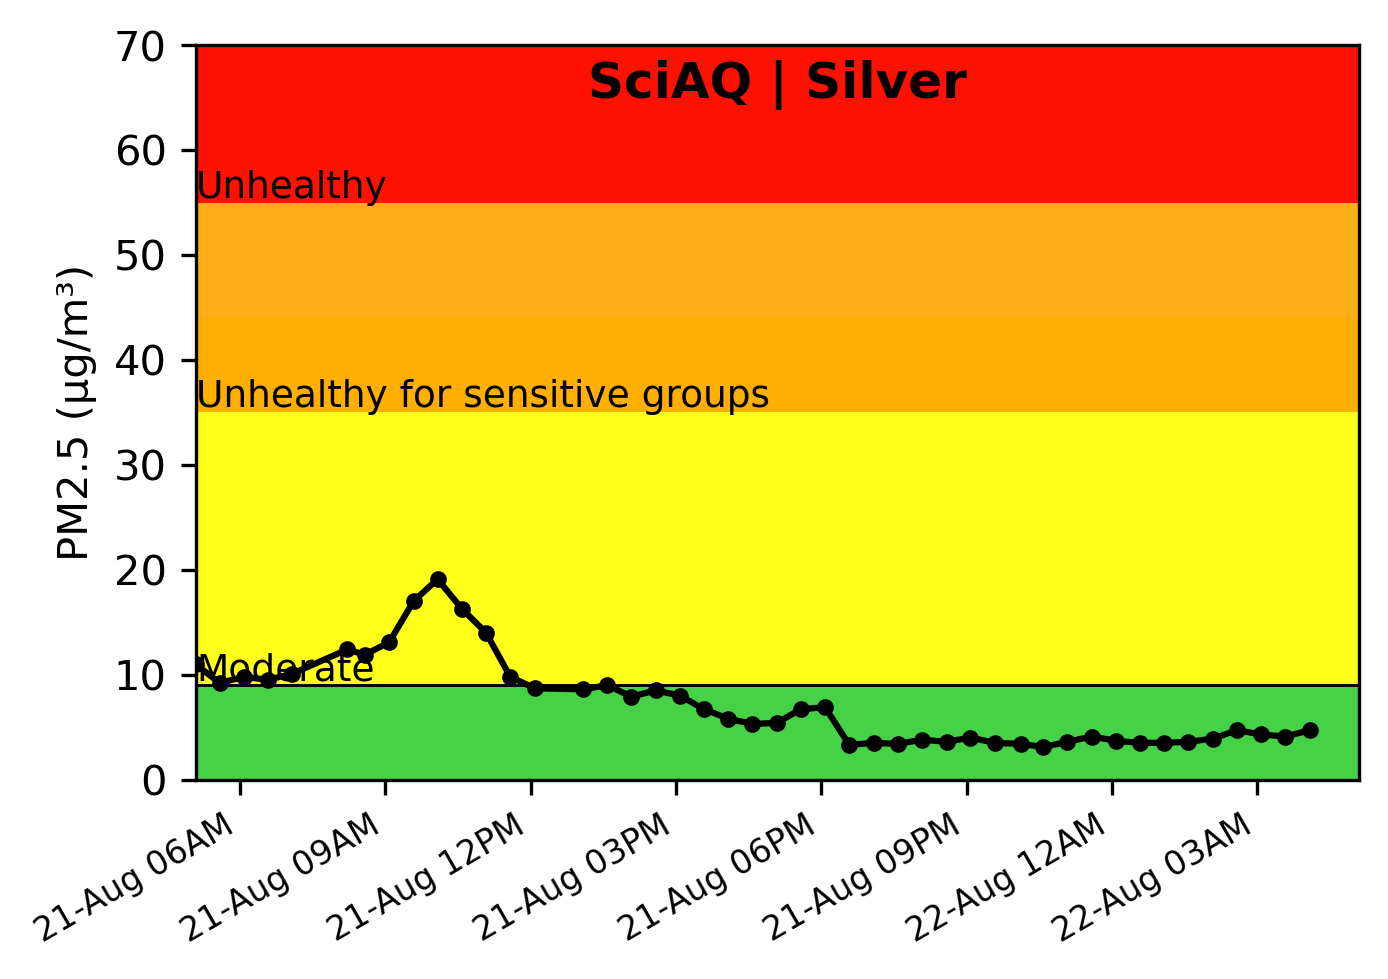 SciAQ | Silver
PM2.5 (µg/m³)
70
60
50
40
30
20
10
0
Unhealthy
Unhealthy for sensitive groups
Moderate
21-Aug 06AM
21-Aug 09AM
21-Aug 12PM
21-Aug 03PM
21-Aug 06PM
21-Aug 09PM
22-Aug 12AM
22-Aug 03AM